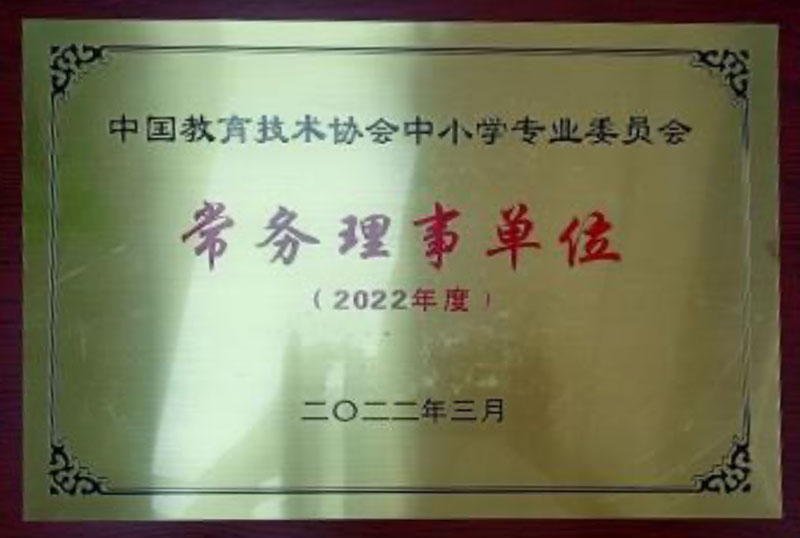 中国教育技术协会中小学专业委员会
常务理事单位
（2022年度）
二〇二二年三月